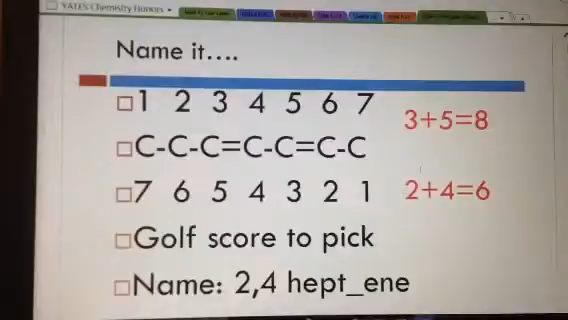 YATES Chemistry Honors
Name it....
1 2 3 4 5 6 7
3+5=8
C-C-C=C-C=C-C
7 6 5 4 3 2 1
2+4=6
Golf score to pick
Name: 2,4 hept_ene